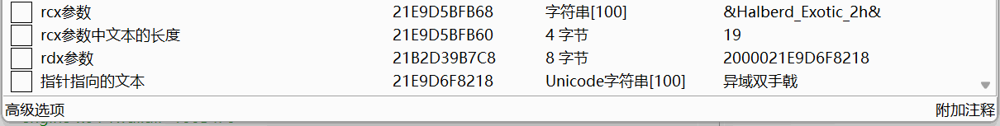 rcx参数 21E9D5BFB68 字符串[100] &Halberd_Exotic_2h&
rcx参数中文本的长度 21E9D5BFB60 4 字节 19
rdx参数 21B2D39B7C8 8 字节 2000021E9D6F8218
指针指向的文本 21E9D6F8218 Unicode字符串[100] 异域双手戟
高级选项 附加注释